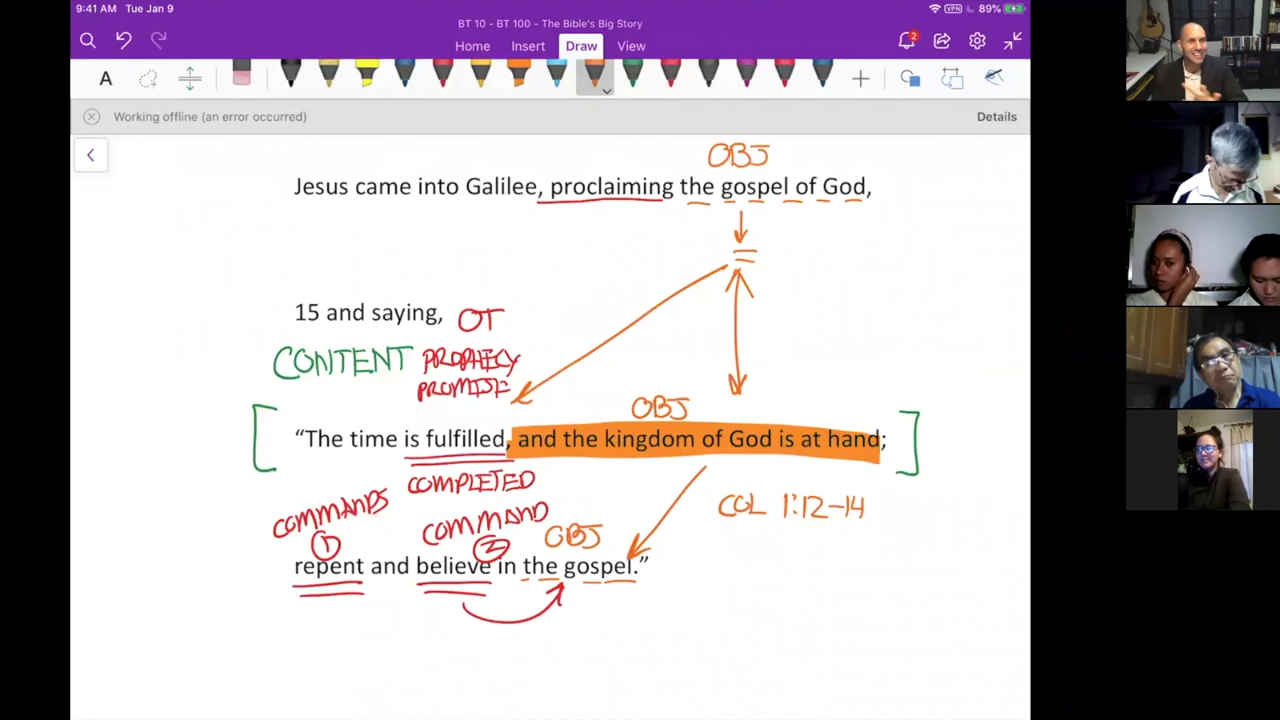 9:41 AM Tue Jan 9
VPN 89%
BT 10 - BT 100 - The Bible's Big Story
Home Insert Draw View
2
A
Working offline (an error occurred) Details
OBJ
Jesus came into Galilee, proclaiming the gospel of God,
=
15 and saying, OT
CONTENT PROPHECY
PROMISE
OBJ
[ “The time is fulfilled, and the kingdom of God is at hand; ]
COMPLETED
COMMANDS COMMAND COL 1:12-14
1 2 OBJ
repent and believe in the gospel.”